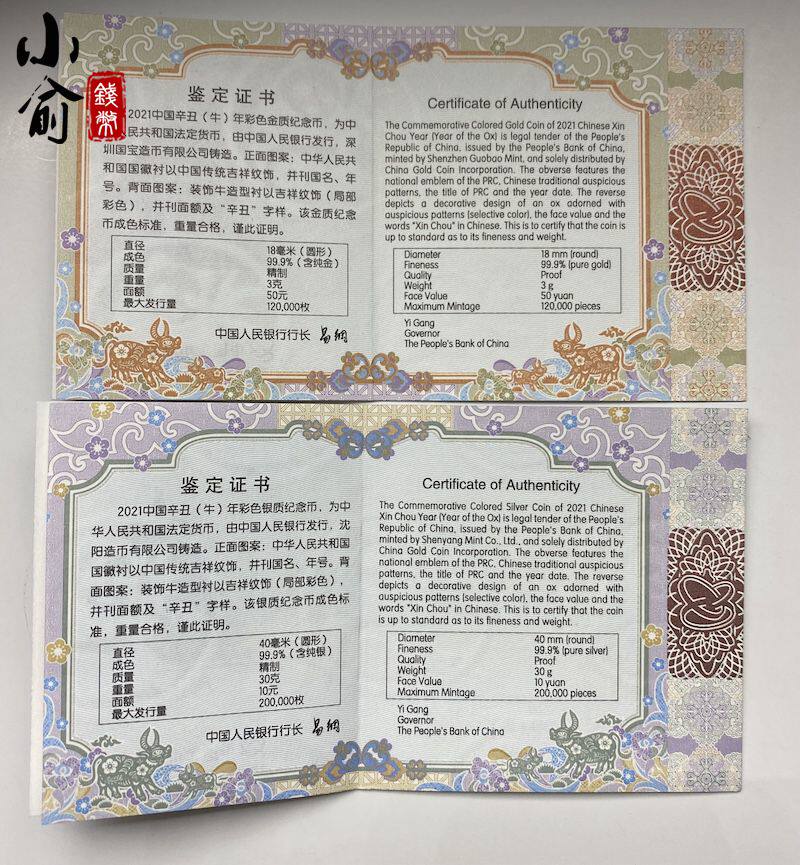 小俞
錢幣
鉴定证书
2021中国辛丑（牛）年彩色金质纪念币，为中
民共和国法定货币，由中国人民银行发行，深
圳国宝造币有限公司铸造。正面图案：中华人民共
和国国徽衬以中国传统吉祥纹饰，并刊国名、年
号。背面图案：装饰牛造型衬以吉祥纹饰（局部
彩色），并刊面额及“辛丑”字样。该金质纪念
币成色标准，重量合格，谨此证明。
直径 18毫米（圆形）
成色 99.9%（含纯金）
质量 精制
重量 3克
面额 50元
最大发行量 120,000枚
中国人民银行行长 易纲
Certificate of Authenticity
The Commemorative Colored Gold Coin of 2021 Chinese Xin
Chou Year (Year of the Ox) is legal tender of the People's
Republic of China, issued by the People's Bank of China,
minted by Shenzhen Guobao Mint, and solely distributed by
China Gold Coin Incorporation. The obverse features the
national emblem of the PRC, Chinese traditional auspicious
patterns, the title of PRC and the year date. The reverse
depicts a decorative design of an ox adorned with
auspicious patterns (selective color), the face value and the
words "Xin Chou" in Chinese. This is to certify that the coin is
up to standard as to its fineness and weight.
Diameter 18 mm (round)
Fineness 99.9% (pure gold)
Quality Proof
Weight 3 g
Face Value 50 yuan
Maximum Mintage 120,000 pieces
Yi Gang
Governor
The People's Bank of China
鉴定证书
2021中国辛丑（牛）年彩色银质纪念币，为中
华人民共和国法定货币，由中国人民银行发行，沈
阳造币有限公司铸造。正面图案：中华人民共和国
国徽衬以中国传统吉祥纹饰，并刊国名、年号。背
面图案：装饰牛造型衬以吉祥纹饰（局部彩色），
并刊面额及“辛丑”字样。该银质纪念币成色标
准，重量合格，谨此证明。
直径 40毫米（圆形）
成色 99.9%（含纯银）
质量 精制
重量 30克
面额 10元
最大发行量 200,000枚
中国人民银行行长 易纲
Certificate of Authenticity
The Commemorative Colored Silver Coin of 2021 Chinese
Xin Chou Year (Year of the Ox) is legal tender of the People's
Republic of China, issued by the People's Bank of China,
minted by Shenyang Mint Co., Ltd., and solely distributed by
China Gold Coin Incorporation. The obverse features the
national emblem of the PRC, Chinese traditional auspicious
patterns, the title of PRC and the year date. The reverse
depicts a decorative design of an ox adorned with
auspicious patterns (selective color), the face value and the
words "Xin Chou" in Chinese. This is to certify that the coin
is up to standard as to its fineness and weight.
Diameter 40 mm (round)
Fineness 99.9% (pure silver)
Quality Proof
Weight 30 g
Face Value 10 yuan
Maximum Mintage 200,000 pieces
Yi Gang
Governor
The People's Bank of China